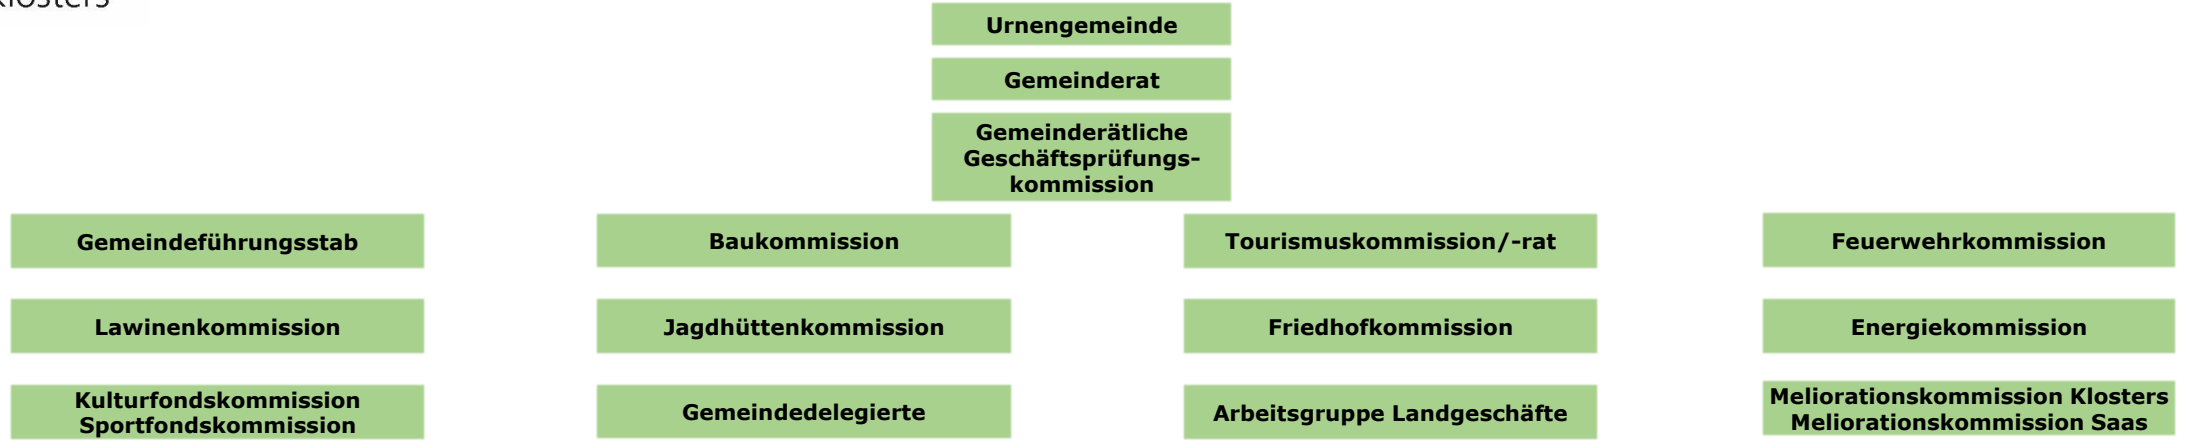 Urnengemeinde
Gemeinderat
Gemeinderätliche
Geschäftsprüfungs-
kommission
Gemeindeführungsstab
Baukommission
Tourismuskommission/-rat
Feuerwehrkommission
Lawinenkommission
Jagdhüttenkommission
Friedhofkommission
Energiekommission
Kulturfondskommission
Sportfondskommission
Gemeindedelegierte
Arbeitsgruppe Landgeschäfte
Meliorationskommission Klosters
Meliorationskommission Saas